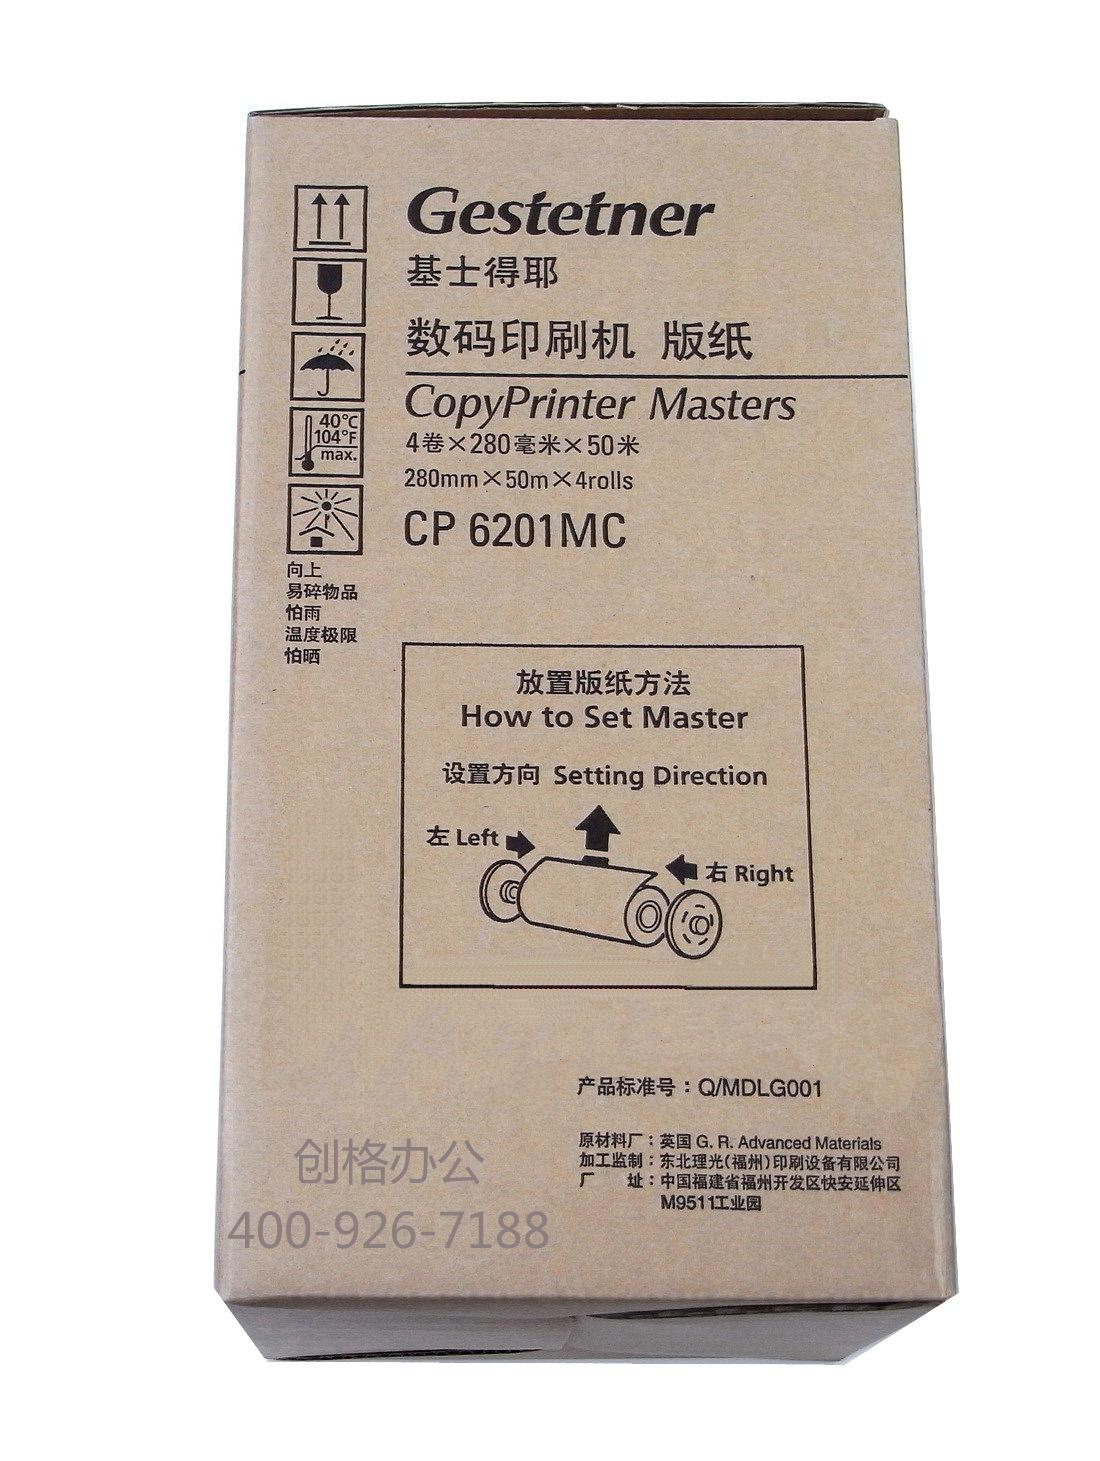 Gestetner
基士得耶
数码印刷机 版纸
CopyPrinter Masters
4卷×280毫米×50米
280mm×50m×4rolls
CP 6201MC
40°C
104°F
max.
向上
易碎物品
怕雨
温度极限
怕晒
放置版纸方法
How to Set Master
设置方向 Setting Direction
左 Left
右 Right
产品标准号：Q/MDLG001
原材料厂：英国 G. R. Advanced Materials
加工监制：东北理光(福州)印刷设备有限公司
厂 址：中国福建省福州开发区快安延伸区
M9511工业园
创格办公
400-926-7188